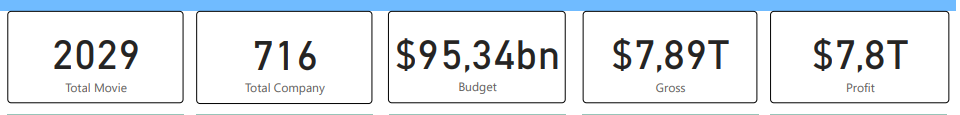 2029
Total Movie
716
Total Company
$95,34bn
Budget
$7,89T
Gross
$7,8T
Profit